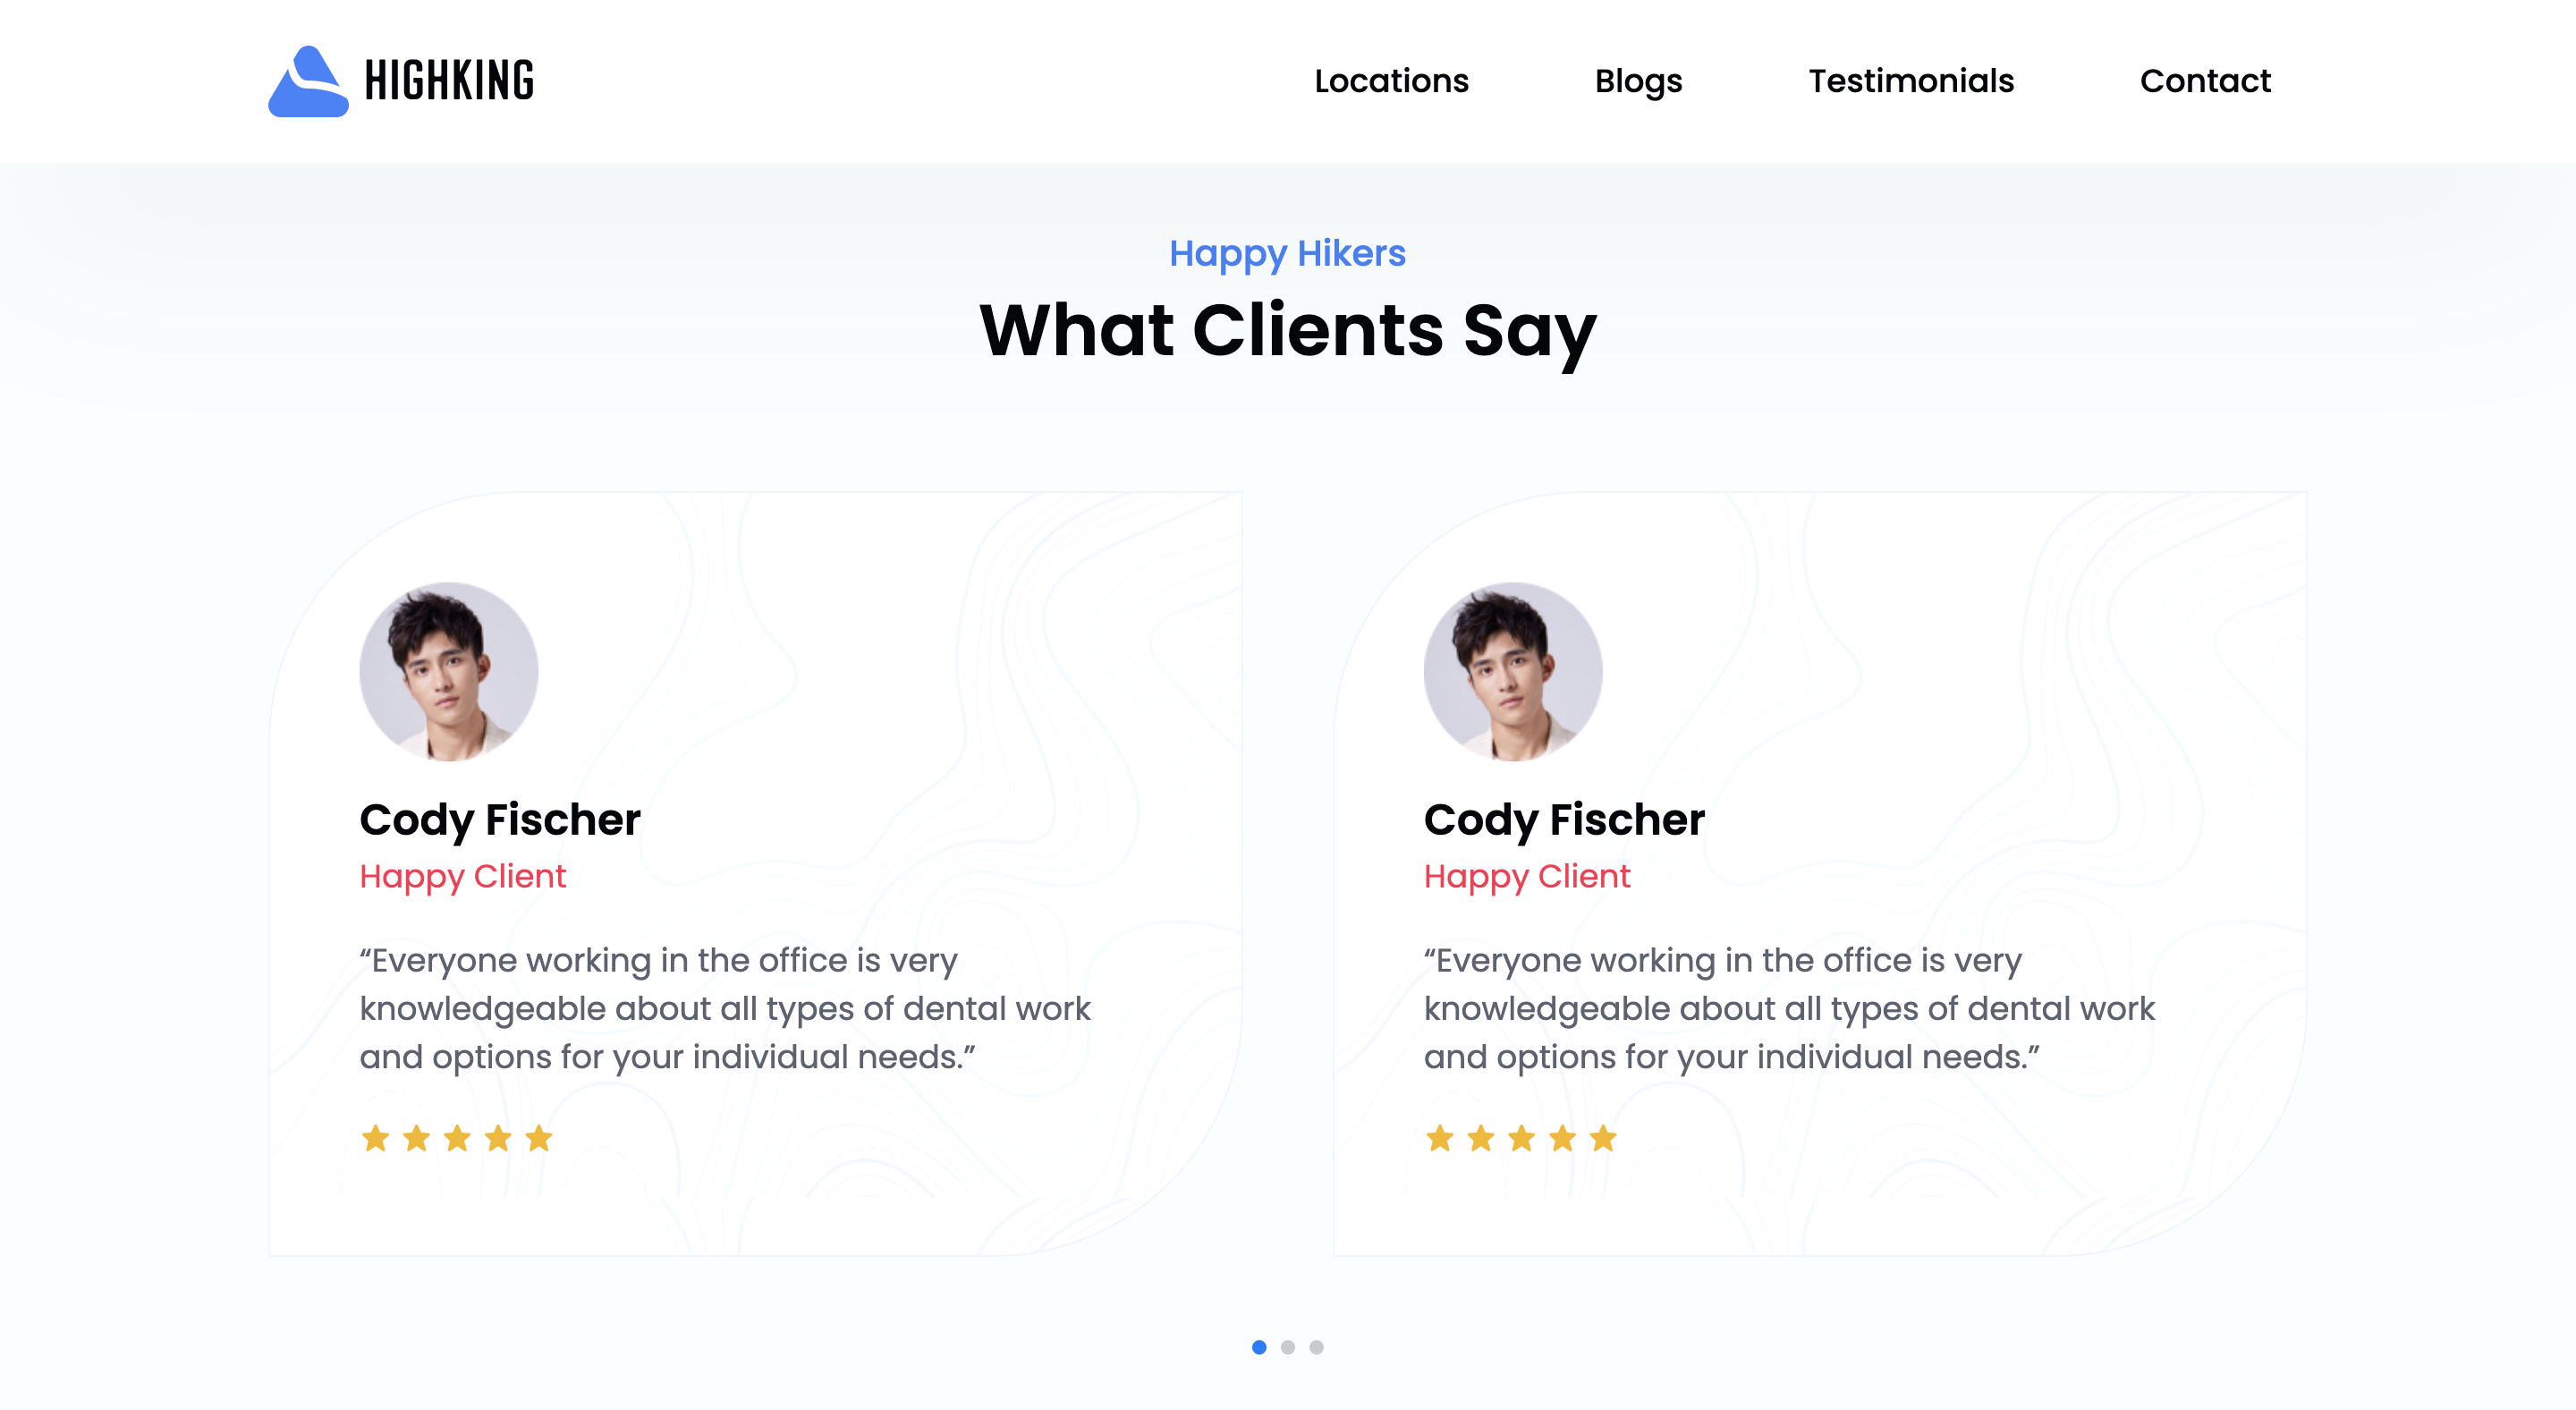 HIGHKING
Locations
Blogs
Testimonials
Contact
Happy Hikers
What Clients Say
Cody Fischer
Happy Client
“Everyone working in the office is very
knowledgeable about all types of dental work
and options for your individual needs.”
Cody Fischer
Happy Client
“Everyone working in the office is very
knowledgeable about all types of dental work
and options for your individual needs.”